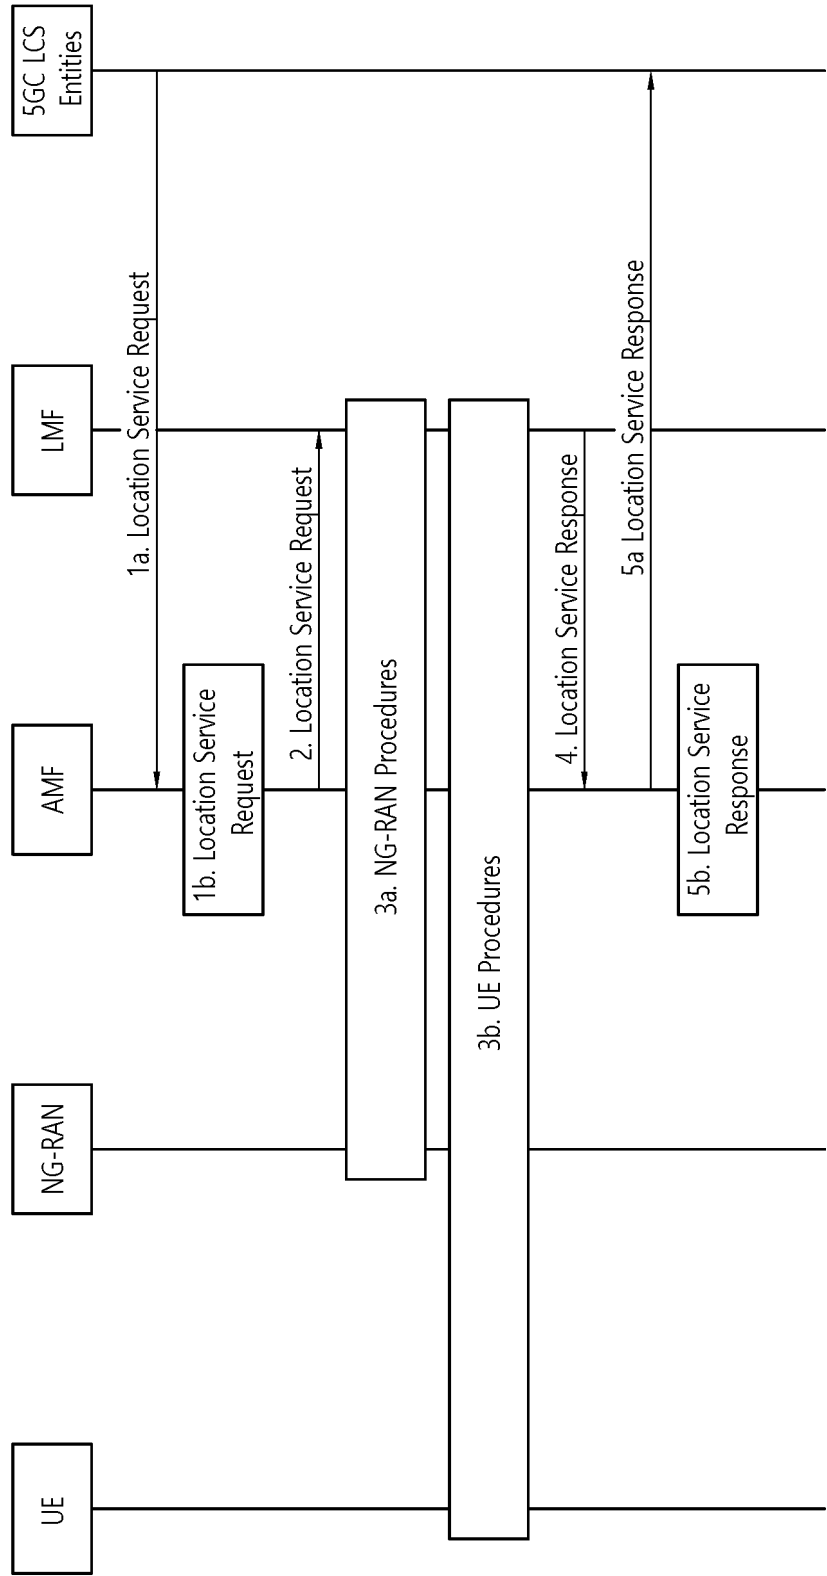 UE
NG-RAN
AMF
LMF
5GC LCS
Entities
1a. Location Service Request
1b. Location Service
Request
2. Location Service Request
3a. NG-RAN Procedures
3b. UE Procedures
4. Location Service Response
5a Location Service Response
5b. Location Service
Response